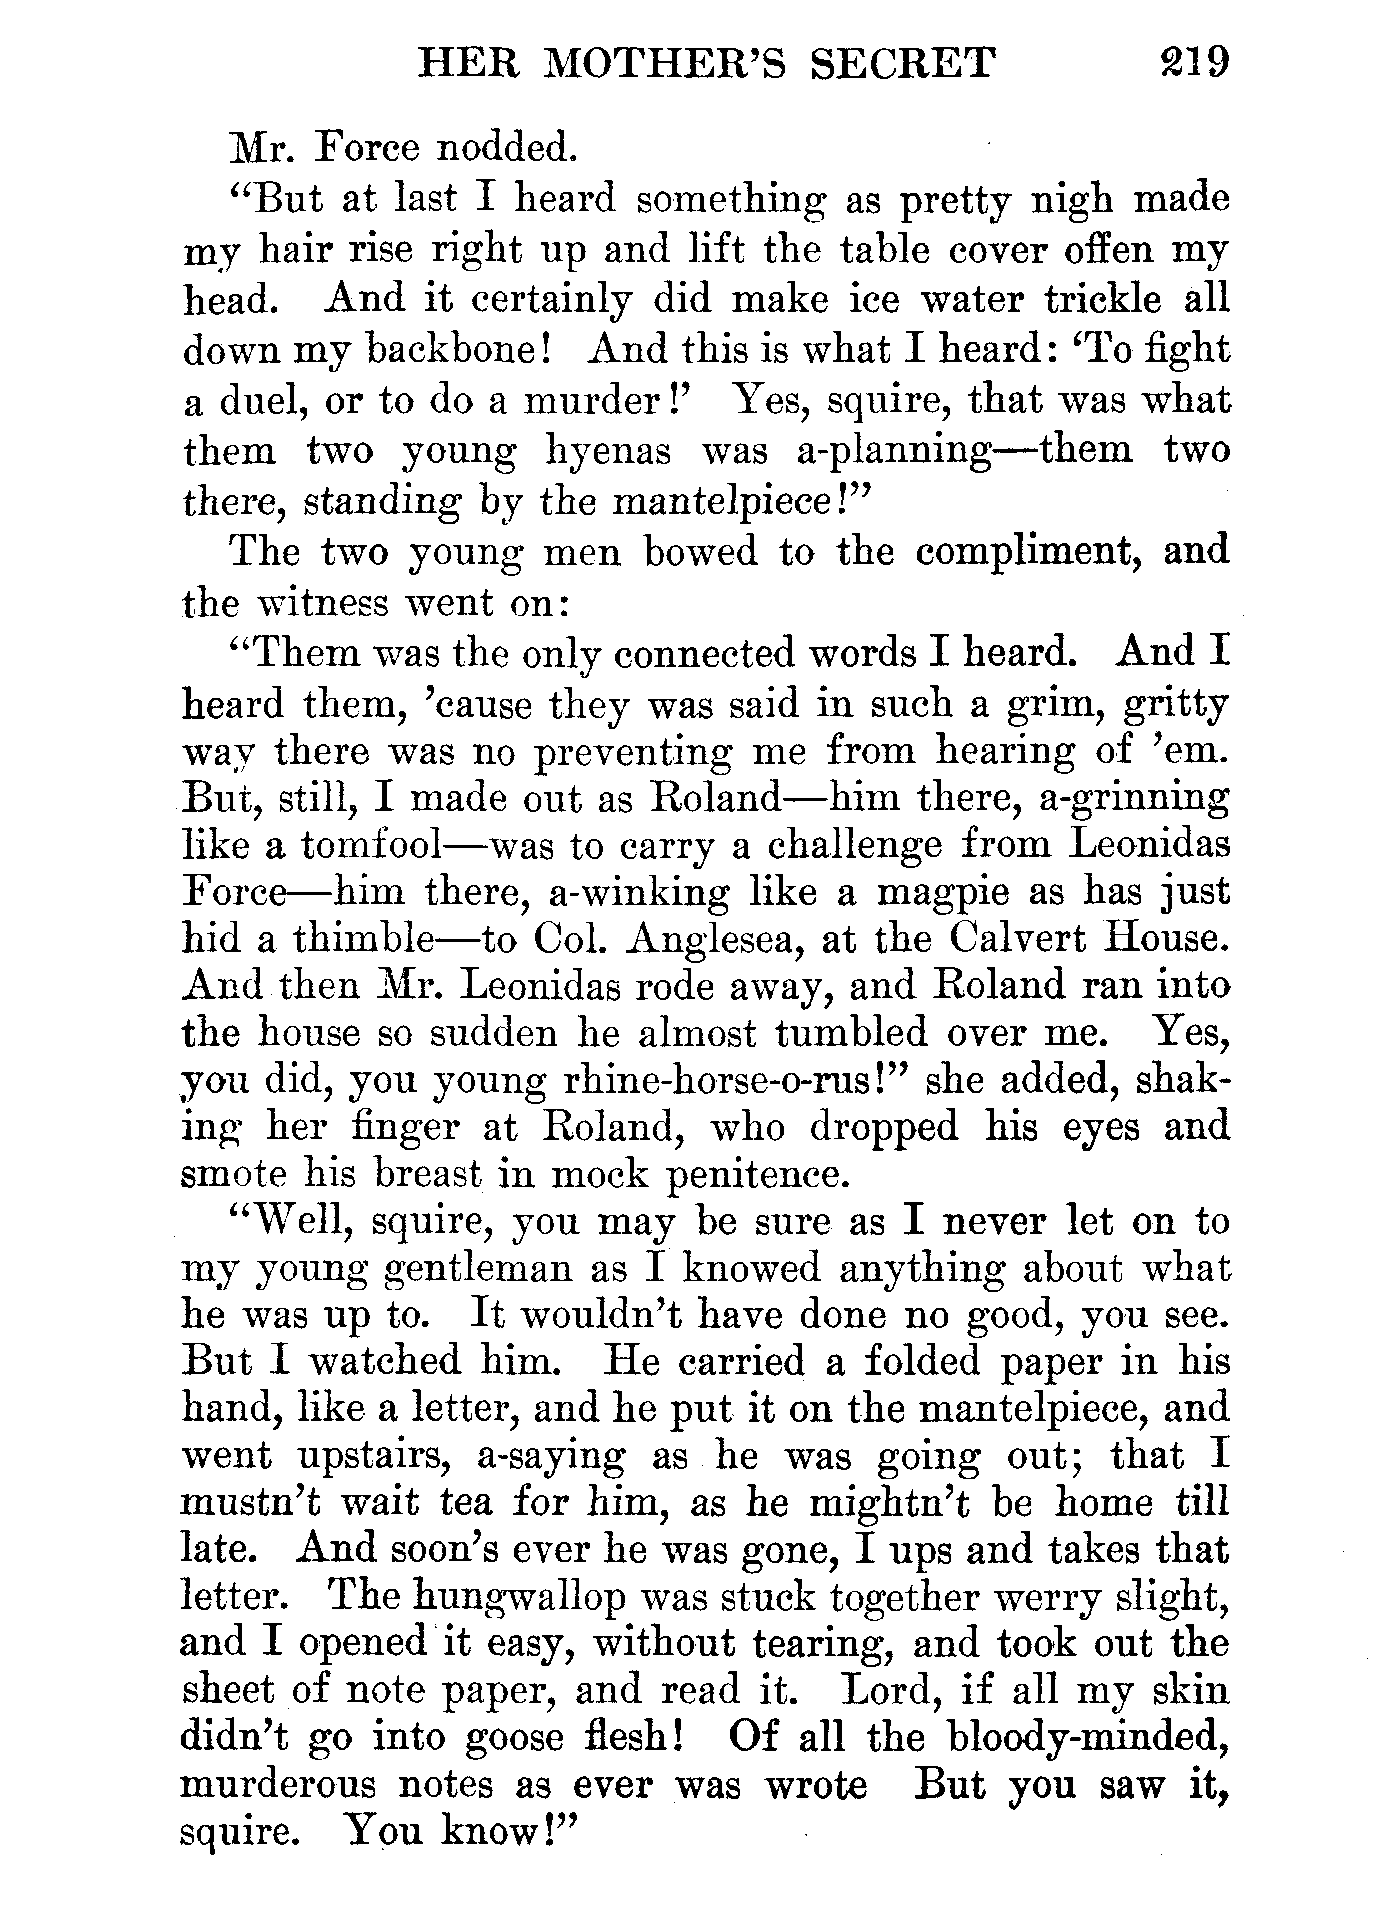 HER MOTHER'S SECRET 219
Mr. Force nodded.
“But at last I heard something as pretty nigh made
my hair rise right up and lift the table cover offen my
head. And it certainly did make ice water trickle all
down my backbone! And this is what I heard: ‘To fight
a duel, or to do a murder!’ Yes, squire, that was what
them two young hyenas was a-planning—them two
there, standing by the mantelpiece!”
The two young men bowed to the compliment, and
the witness went on:
“Them was the only connected words I heard. And I
heard them, ’cause they was said in such a grim, gritty
way there was no preventing me from hearing of ’em.
But, still, I made out as Roland—him there, a-grinning
like a tomfool—was to carry a challenge from Leonidas
Force—him there, a-winking like a magpie as has just
hid a thimble—to Col. Anglesea, at the Calvert House.
And then Mr. Leonidas rode away, and Roland ran into
the house so sudden he almost tumbled over me. Yes,
you did, you young rhine-horse-o-rus!” she added, shak-
ing her finger at Roland, who dropped his eyes and
smote his breast in mock penitence.
“Well, squire, you may be sure as I never let on to
my young gentleman as I knowed anything about what
he was up to. It wouldn’t have done no good, you see.
But I watched him. He carried a folded paper in his
hand, like a letter, and he put it on the mantelpiece, and
went upstairs, a-saying as he was going out; that I
mustn’t wait tea for him, as he mightn’t be home till
late. And soon’s ever he was gone, I ups and takes that
letter. The hungwallop was stuck together werry slight,
and I opened it easy, without tearing, and took out the
sheet of note paper, and read it. Lord, if all my skin
didn’t go into goose flesh! Of all the bloody-minded,
murderous notes as ever was wrote But you saw it,
squire. You know!”